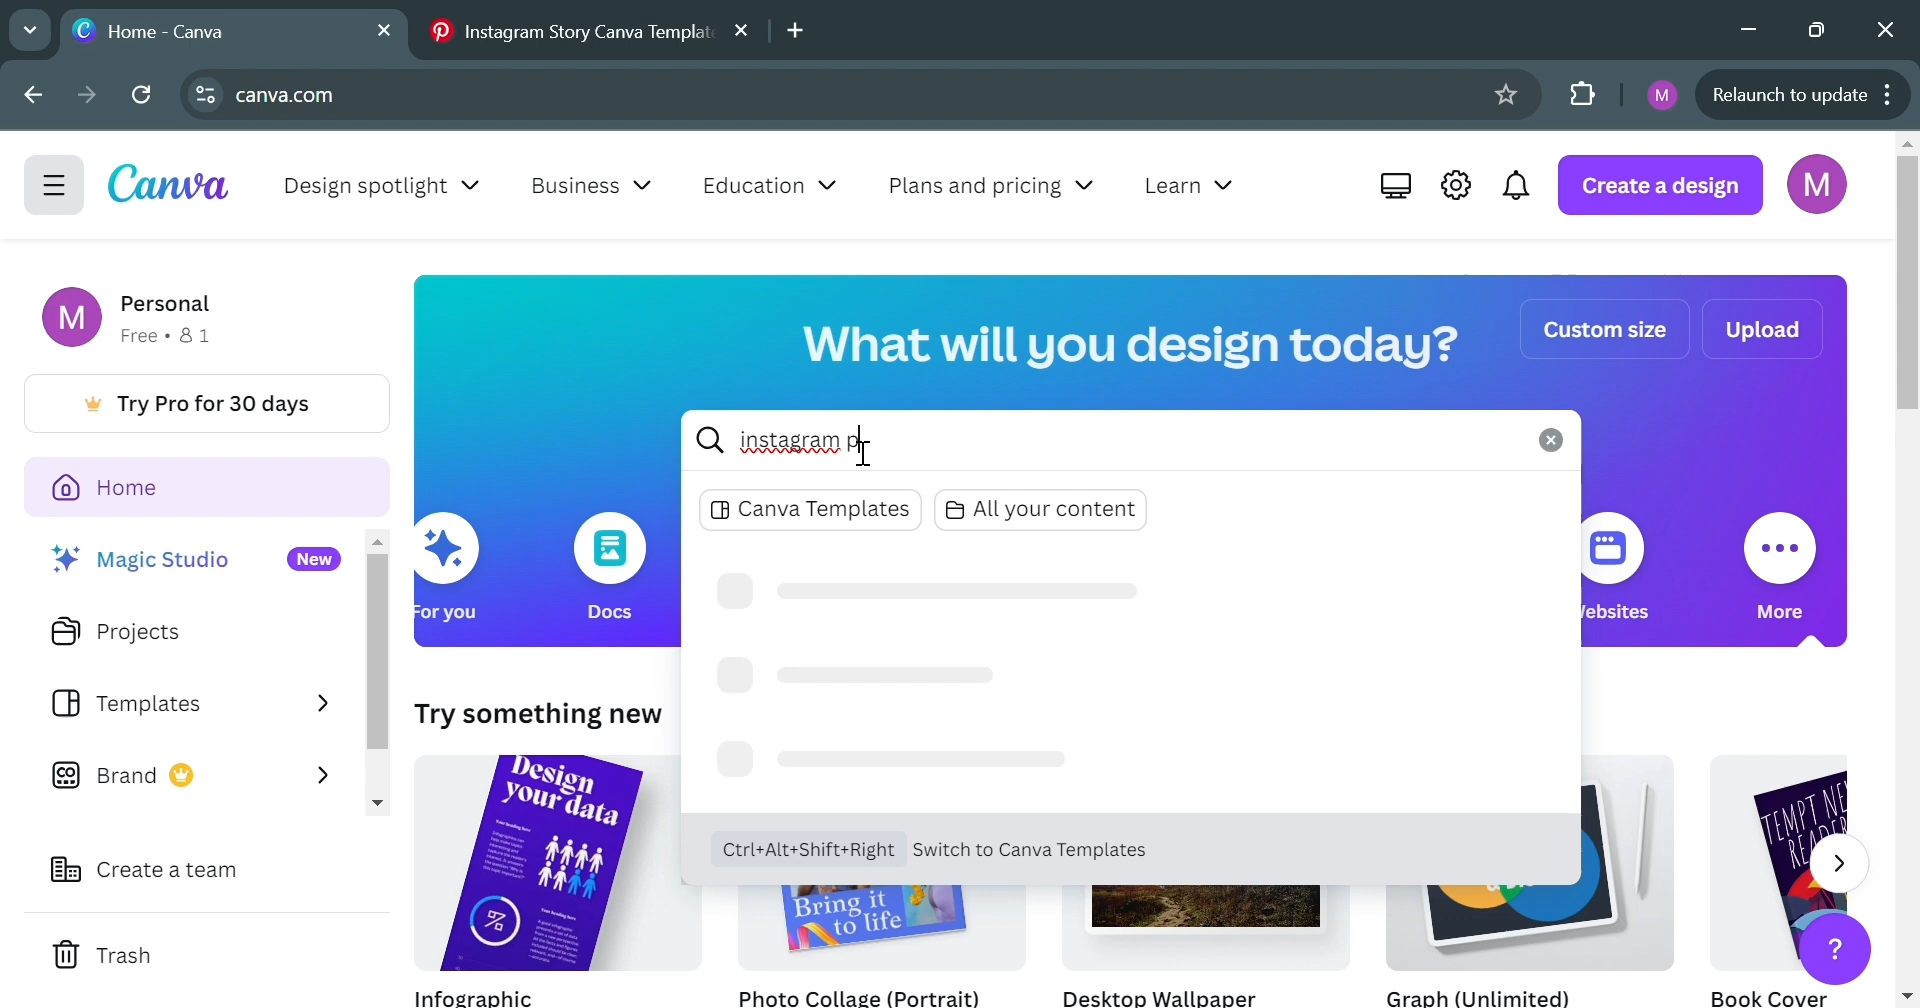 Home - Canva
Instagram Story Canva Templat
canva.com
M
Relaunch to update
Canva
Design spotlight
Business
Education
Plans and pricing
Learn
Create a design
M
M
Personal
Free • 1
Try Pro for 30 days
Home
Magic Studio
New
Projects
Templates
Brand
Create a team
Trash
What will you design today?
Custom size
Upload
instagram p
Canva Templates
All your content
Ctrl+Alt+Shift+Right Switch to Canva Templates
For you
Docs
ebsites
More
Try something new
Design
your data
Bring it
to life
TEMPT NE
READER
Infographic
Photo Collage (Portrait)
Desktop Wallpaper
Graph (Unlimited)
Book Cover
?